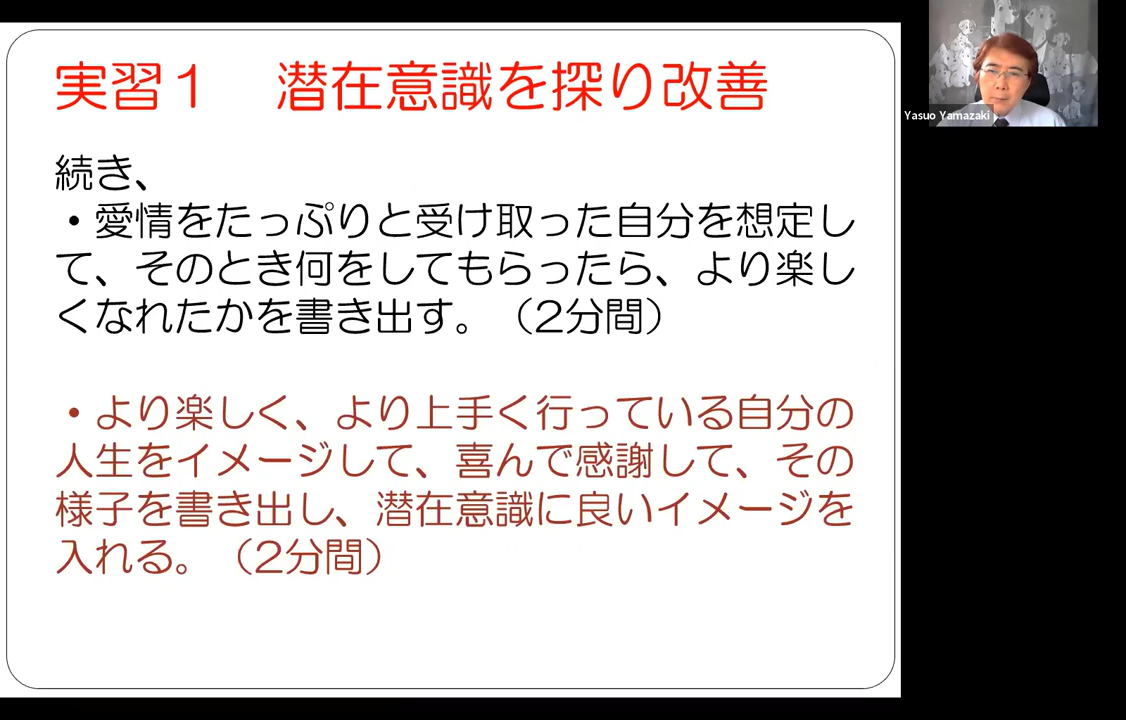 実習１　潜在意識を探り改善
続き、
・愛情をたっぷりと受け取った自分を想定し
て、そのとき何をしてもらったら、より楽し
くなれたかを書き出す。（２分間）
・より楽しく、より上手く行っている自分の
人生をイメージして、喜んで感謝して、その
様子を書き出し、潜在意識に良いイメージを
入れる。（２分間）
Yasuo Yamazaki